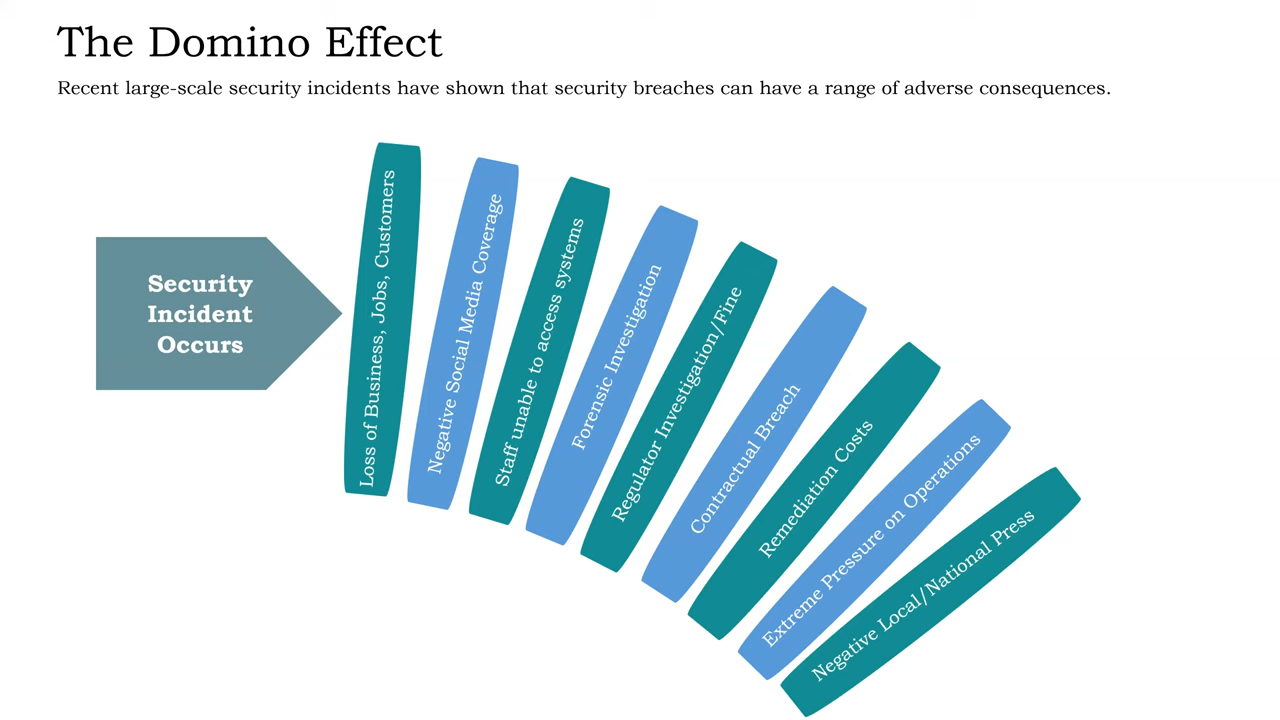 The Domino Effect
Recent large-scale security incidents have shown that security breaches can have a range of adverse consequences.
Security
Incident
Occurs
Loss of Business, Jobs, Customers
Negative Social Media Coverage
Staff unable to access systems
Forensic Investigation
Regulator Investigation/Fine
Contractual Breach
Remediation Costs
Extreme Pressure on Operations
Negative Local/National Press